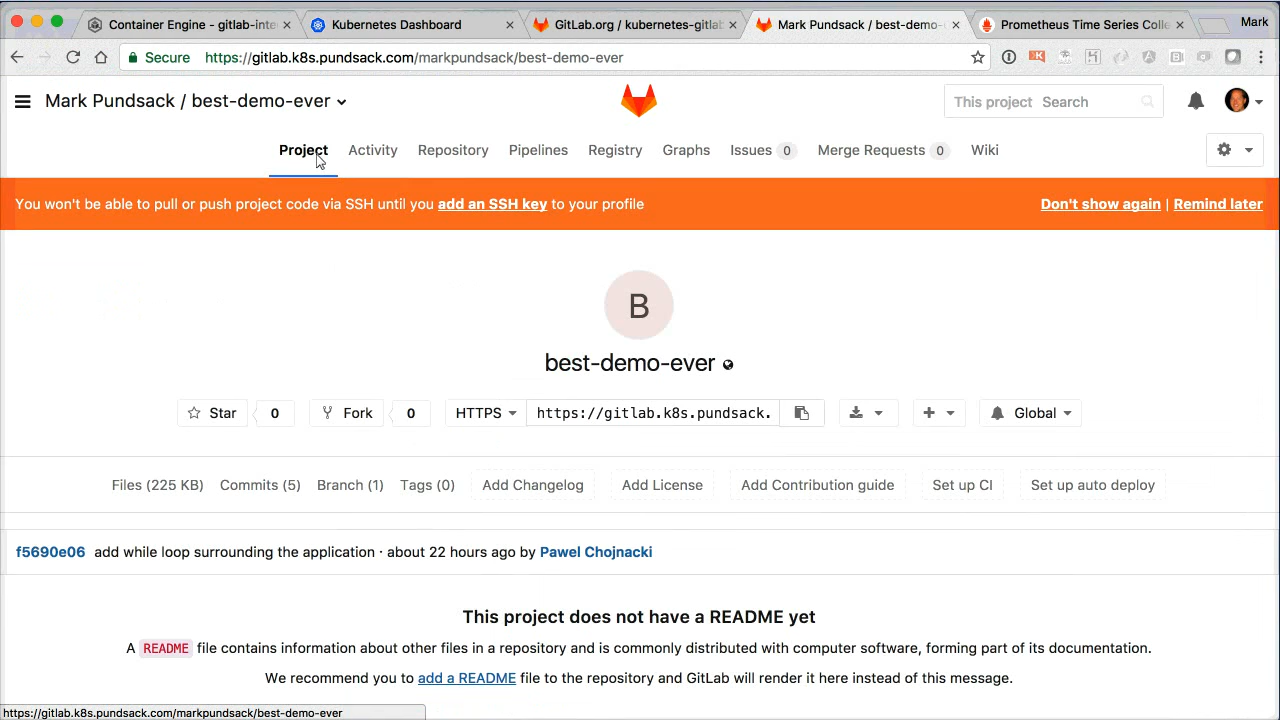 Container Engine - gitlab-inte
Kubernetes Dashboard
GitLab.org / kubernetes-gitlab
Mark Pundsack / best-demo-
Prometheus Time Series Colle
Mark
Secure https://gitlab.k8s.pundsack.com/markpundsack/best-demo-ever
Mark Pundsack / best-demo-ever
This project Search
Project Activity Repository Pipelines Registry Graphs Issues 0 Merge Requests 0 Wiki
You won't be able to pull or push project code via SSH until you add an SSH key to your profile
Don't show again | Remind later
B
best-demo-ever
Star 0 Fork 0 HTTPS https://gitlab.k8s.pundsack. Global
Files (225 KB) Commits (5) Branch (1) Tags (0) Add Changelog Add License Add Contribution guide Set up CI Set up auto deploy
f5690e06 add while loop surrounding the application · about 22 hours ago by Pawel Chojnacki
This project does not have a README yet
A README file contains information about other files in a repository and is commonly distributed with computer software, forming part of its documentation.
We recommend you to add a README file to the repository and GitLab will render it here instead of this message.
https://gitlab.k8s.pundsack.com/markpundsack/best-demo-ever